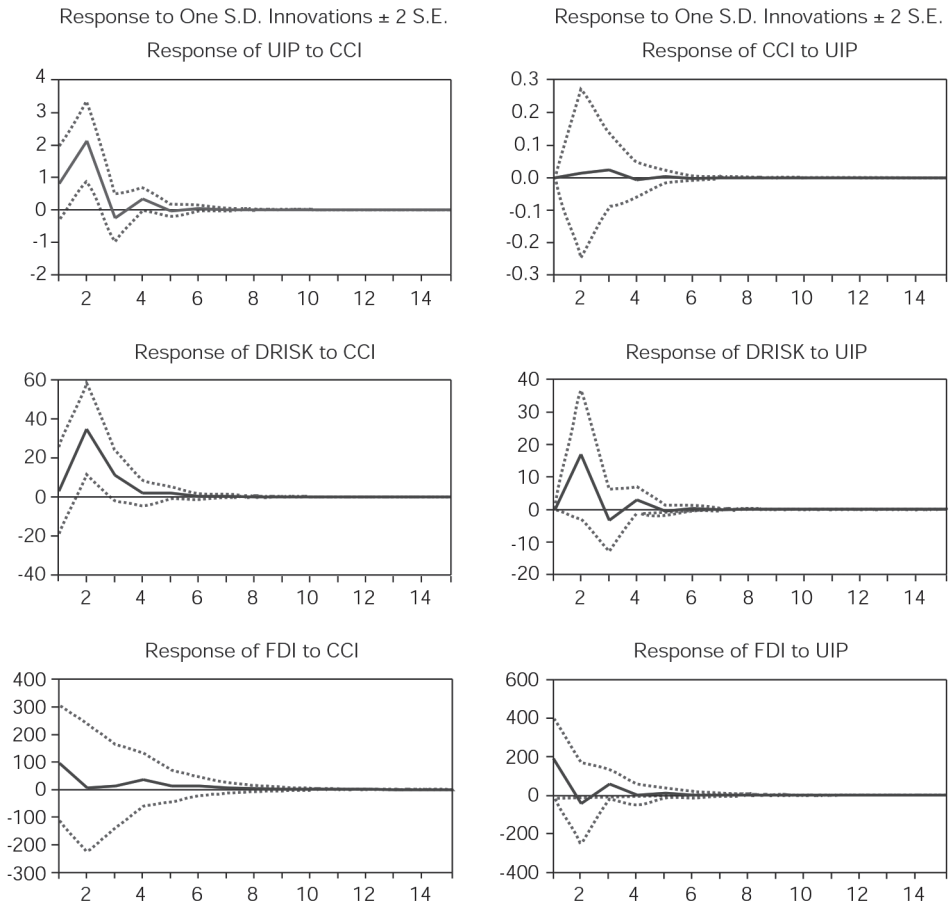 Response to One S.D. Innovations ± 2 S.E.
Response of UIP to CCI
4
3
2
1
0
-1
-2
2 4 6 8 10 12 14
Response to One S.D. Innovations ± 2 S.E.
Response of CCI to UIP
0.3
0.2
0.1
0.0
-0.1
-0.2
-0.3
2 4 6 8 10 12 14
Response of DRISK to CCI
60
40
20
0
-20
-40
2 4 6 8 10 12 14
Response of DRISK to UIP
40
30
20
10
0
-10
-20
2 4 6 8 10 12 14
Response of FDI to CCI
400
300
200
100
0
-100
-200
-300
2 4 6 8 10 12 14
Response of FDI to UIP
600
400
200
0
-200
-400
2 4 6 8 10 12 14